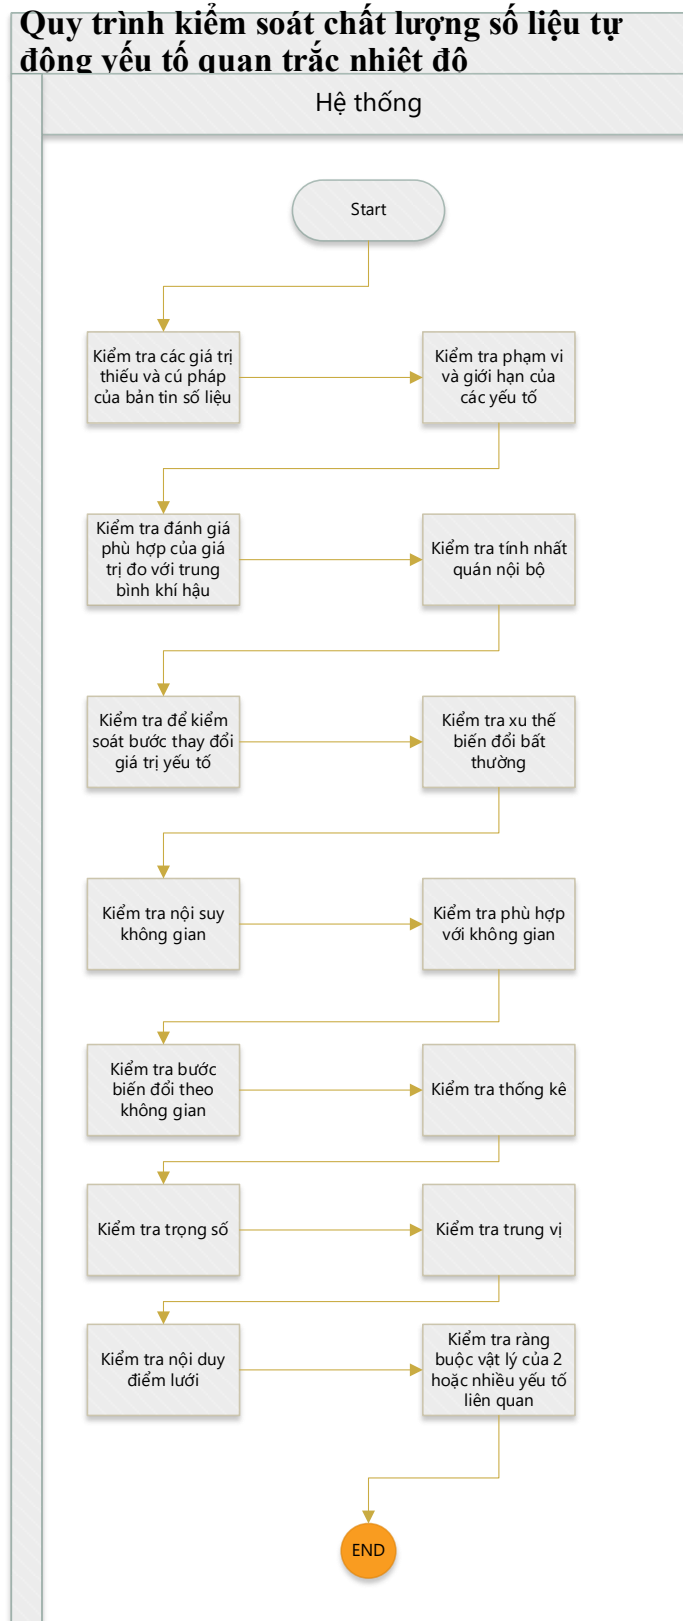 Quy trình kiểm soát chất lượng số liệu tự
động yếu tố quan trắc nhiệt độ
Hệ thống
Start
Kiểm tra các giá trị
thiếu và cú pháp
của bản tin số liệu
Kiểm tra phạm vi
và giới hạn của
các yếu tố
Kiểm tra đánh giá
phù hợp của giá
trị đo với trung
bình khí hậu
Kiểm tra tính nhất
quán nội bộ
Kiểm tra để kiểm
soát bước thay đổi
giá trị yếu tố
Kiểm tra xu thế
biến đổi bất
thường
Kiểm tra nội suy
không gian
Kiểm tra phù hợp
với không gian
Kiểm tra bước
biến đổi theo
không gian
Kiểm tra thống kê
Kiểm tra trọng số
Kiểm tra trung vị
Kiểm tra nội duy
điểm lưới
Kiểm tra ràng
buộc vật lý của 2
hoặc nhiều yếu tố
liên quan
END